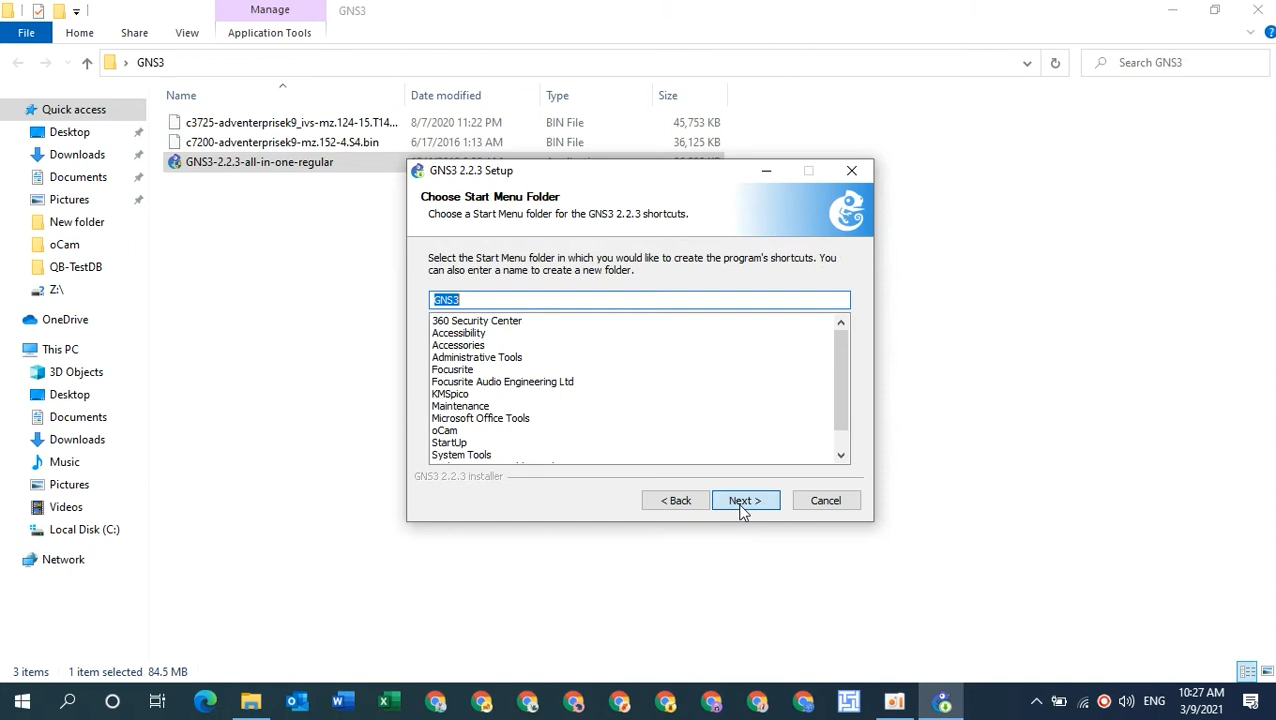 Manage
GNS3
File
Home
Share
View
Application Tools
GNS3
Search GNS3
Quick access
Desktop
Downloads
Documents
Pictures
New folder
oCam
QB-TestDB
Z:\
OneDrive
This PC
3D Objects
Desktop
Documents
Downloads
Music
Pictures
Videos
Local Disk (C:)
Network
Name
Date modified
Type
Size
c3725-adventerprisek9_ivs-mz.124-15.T14...
8/7/2020 11:22 PM
BIN File
45,753 KB
c7200-adventerprisek9-mz.152-4.S4.bin
6/17/2016 1:13 AM
BIN File
36,125 KB
GNS3-2.2.3-all-in-one-regular
GNS3 2.2.3 Setup
Choose Start Menu Folder
Choose a Start Menu folder for the GNS3 2.2.3 shortcuts.
Select the Start Menu folder in which you would like to create the program's shortcuts. You
can also enter a name to create a new folder.
GNS3
360 Security Center
Accessibility
Accessories
Administrative Tools
Focusrite
Focusrite Audio Engineering Ltd
KMSpico
Maintenance
Microsoft Office Tools
oCam
StartUp
System Tools
GNS3 2.2.3 installer
< Back
Next >
Cancel
3 items
1 item selected 84.5 MB
ENG
10:27 AM
3/9/2021